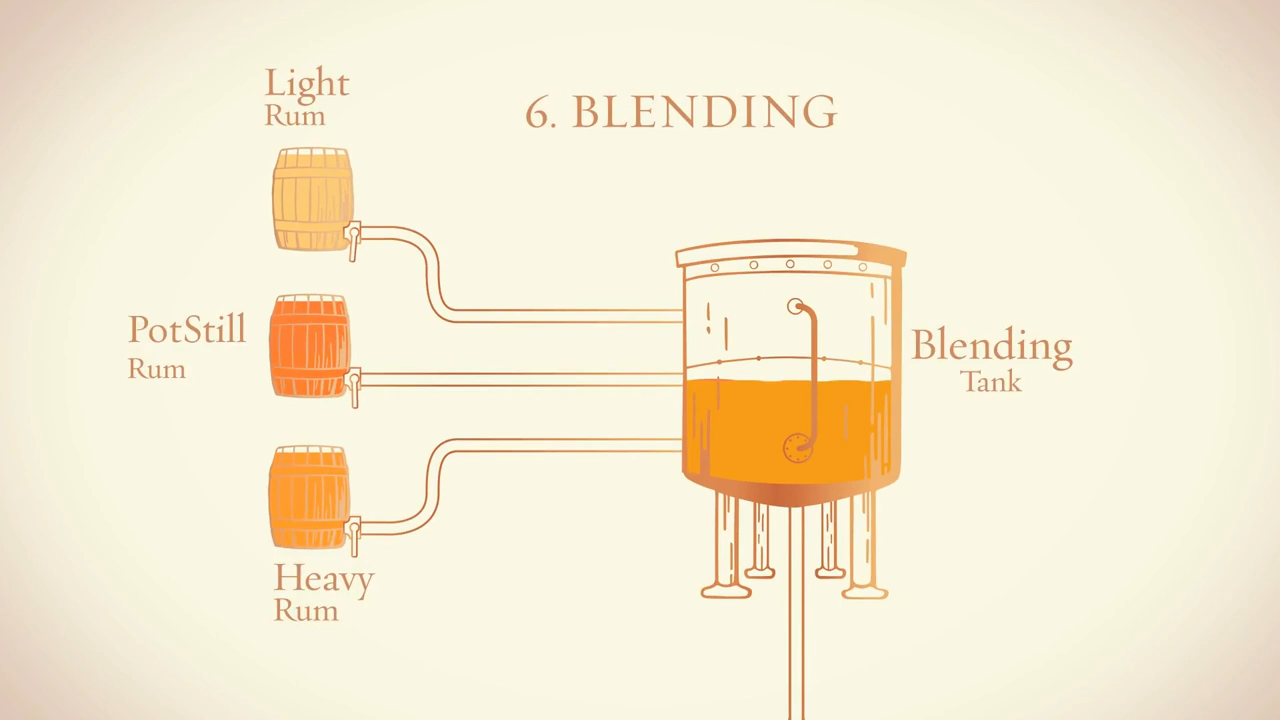 Light
Rum
6. BLENDING
PotStill
Rum
Blending
Tank
Heavy
Rum